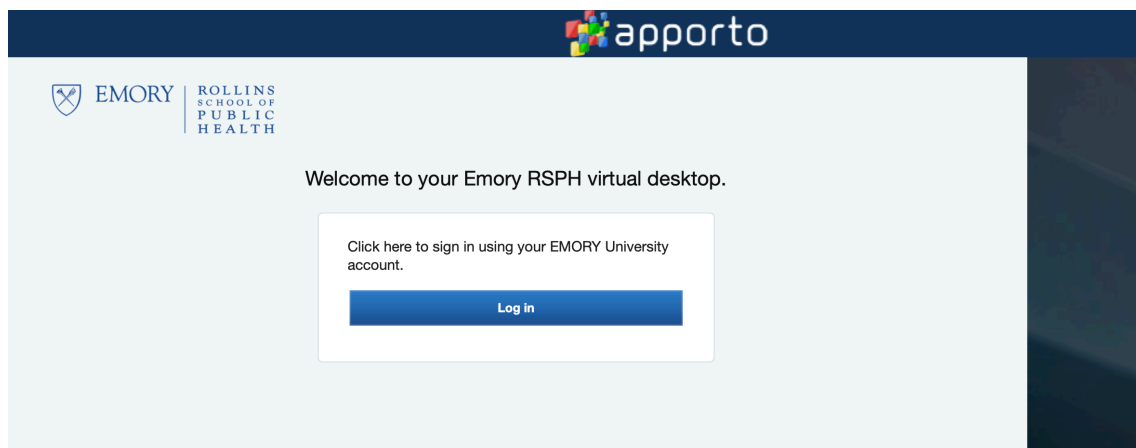 apporto
EMORY
ROLLINS
SCHOOL OF
PUBLIC
HEALTH
Welcome to your Emory RSPH virtual desktop.
Click here to sign in using your EMORY University
account.
Log in